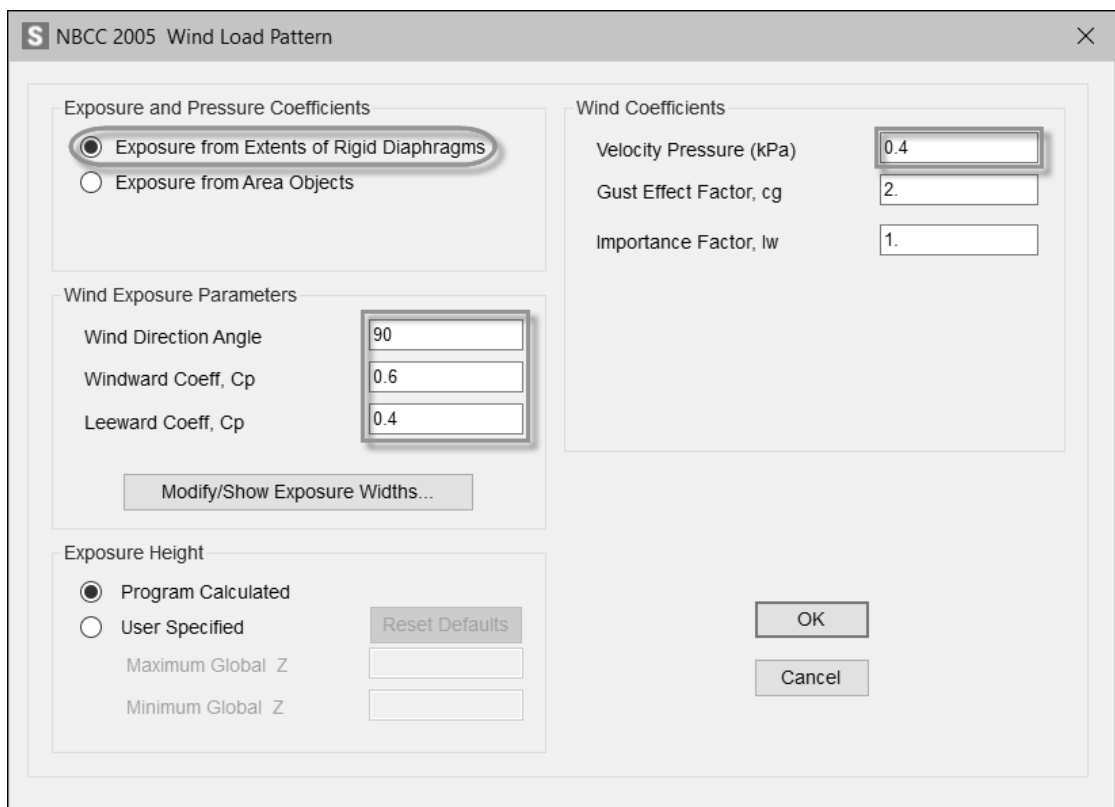 S NBCC 2005 Wind Load Pattern
Exposure and Pressure Coefficients
Exposure from Extents of Rigid Diaphragms
Exposure from Area Objects
Wind Coefficients
Velocity Pressure (kPa) 0.4
Gust Effect Factor, cg 2.
Importance Factor, Iw 1.
Wind Exposure Parameters
Wind Direction Angle 90
Windward Coeff, Cp 0.6
Leeward Coeff, Cp 0.4
Modify/Show Exposure Widths...
Exposure Height
Program Calculated
User Specified Reset Defaults
Maximum Global Z
Minimum Global Z
OK
Cancel